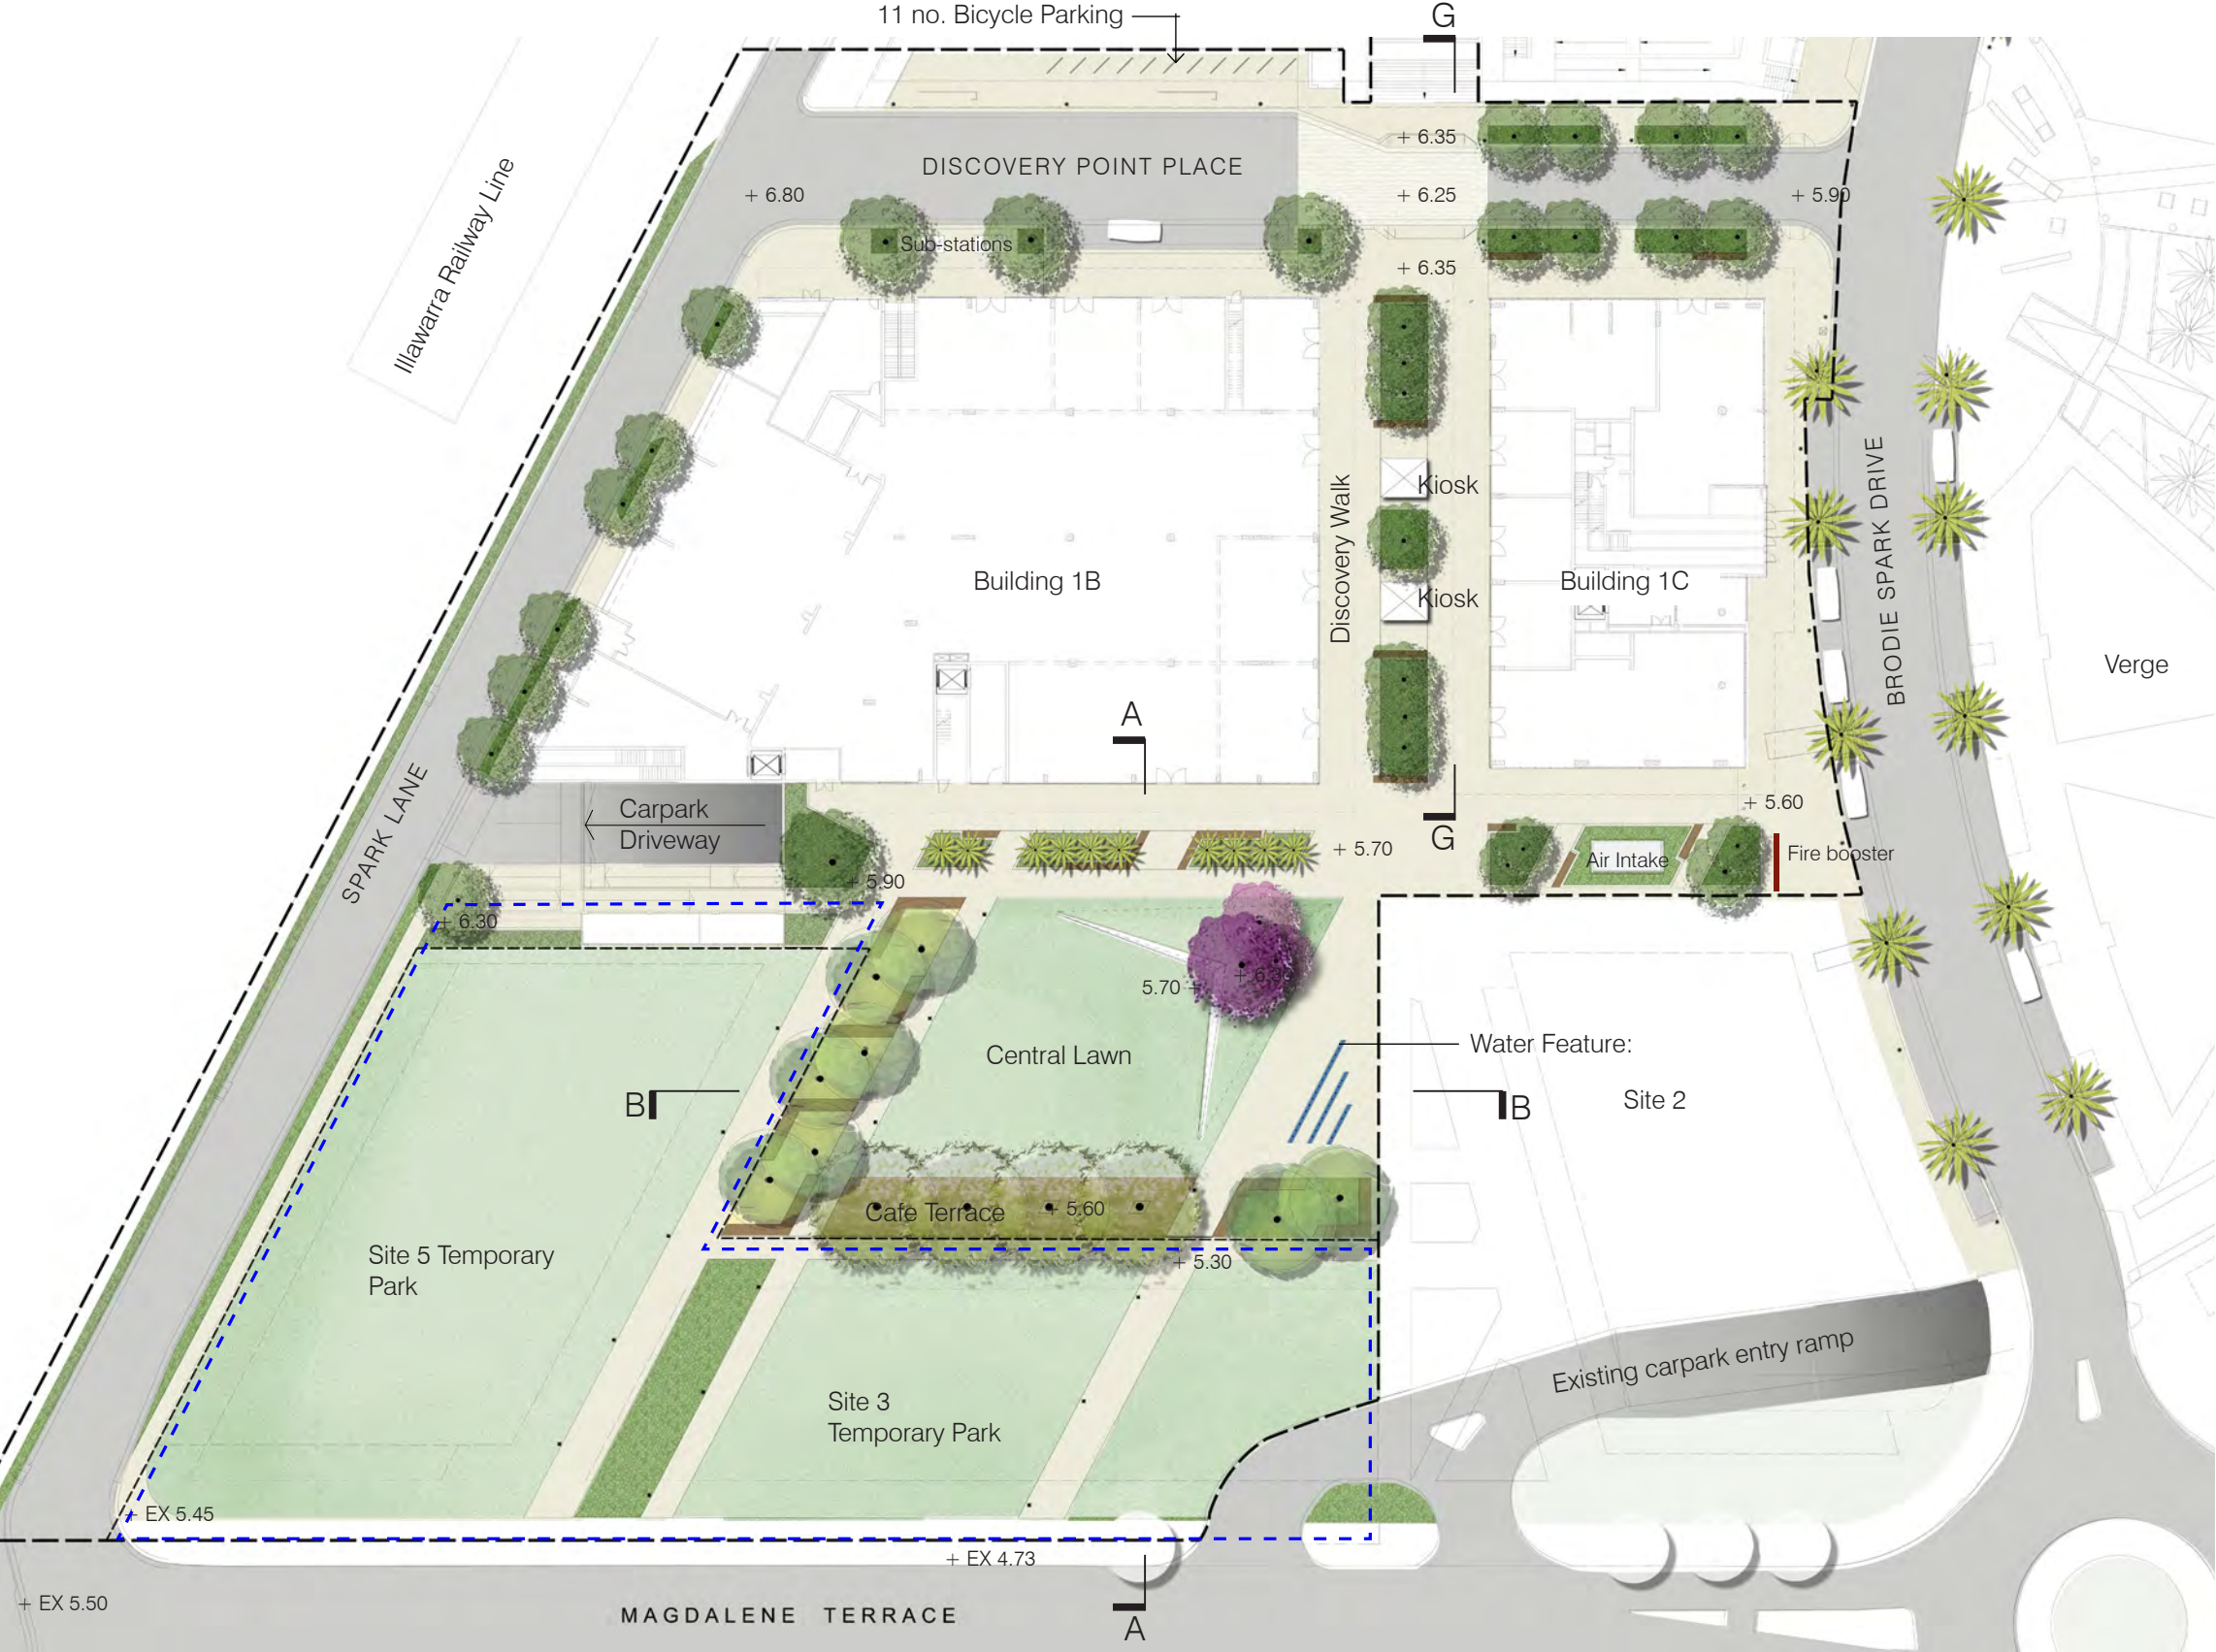 11 no. Bicycle Parking
G
+ 6.35
DISCOVERY POINT PLACE
+ 6.80
+ 6.25
+ 5.90
Sub-stations
+ 6.35
Illawarra Railway Line
Kiosk
Discovery Walk
Building 1B
Building 1C
Kiosk
BRODIE SPARK DRIVE
Verge
A
SPARK LANE
Carpark
Driveway
+ 5.60
G
+ 5.70
Air Intake
Fire booster
+ 5.90
+ 6.30
5.70 +
Central Lawn
Water Feature:
B
B
Site 2
Cafe Terrace
+ 5.60
+ 5.30
Site 5 Temporary
Park
Existing carpark entry ramp
Site 3
Temporary Park
+ EX 5.45
+ EX 4.73
+ EX 5.50
MAGDALENE TERRACE
A